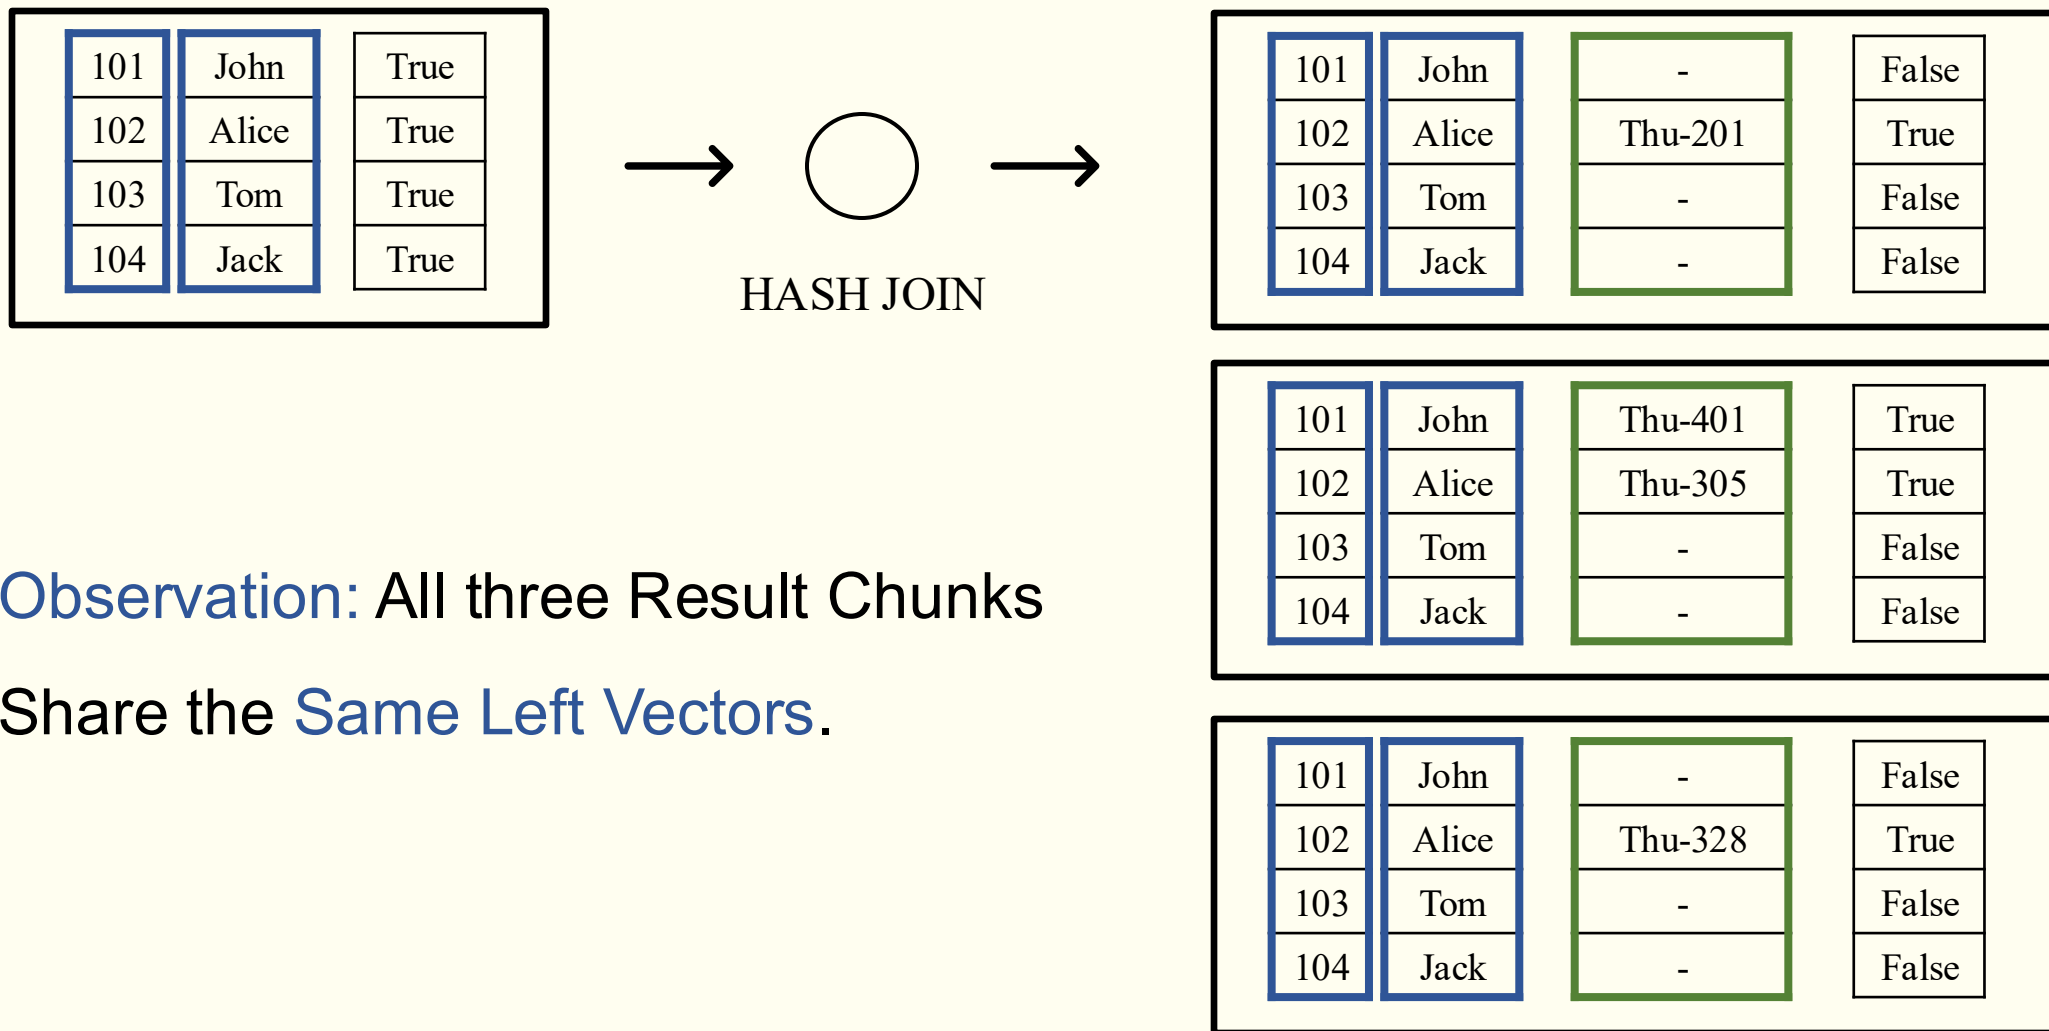 101 John True
102 Alice True
103 Tom True
104 Jack True
HASH JOIN
101 John - False
102 Alice Thu-201 True
103 Tom - False
104 Jack - False
101 John Thu-401 True
102 Alice Thu-305 True
103 Tom - False
104 Jack - False
101 John - False
102 Alice Thu-328 True
103 Tom - False
104 Jack - False
Observation: All three Result Chunks
Share the Same Left Vectors.